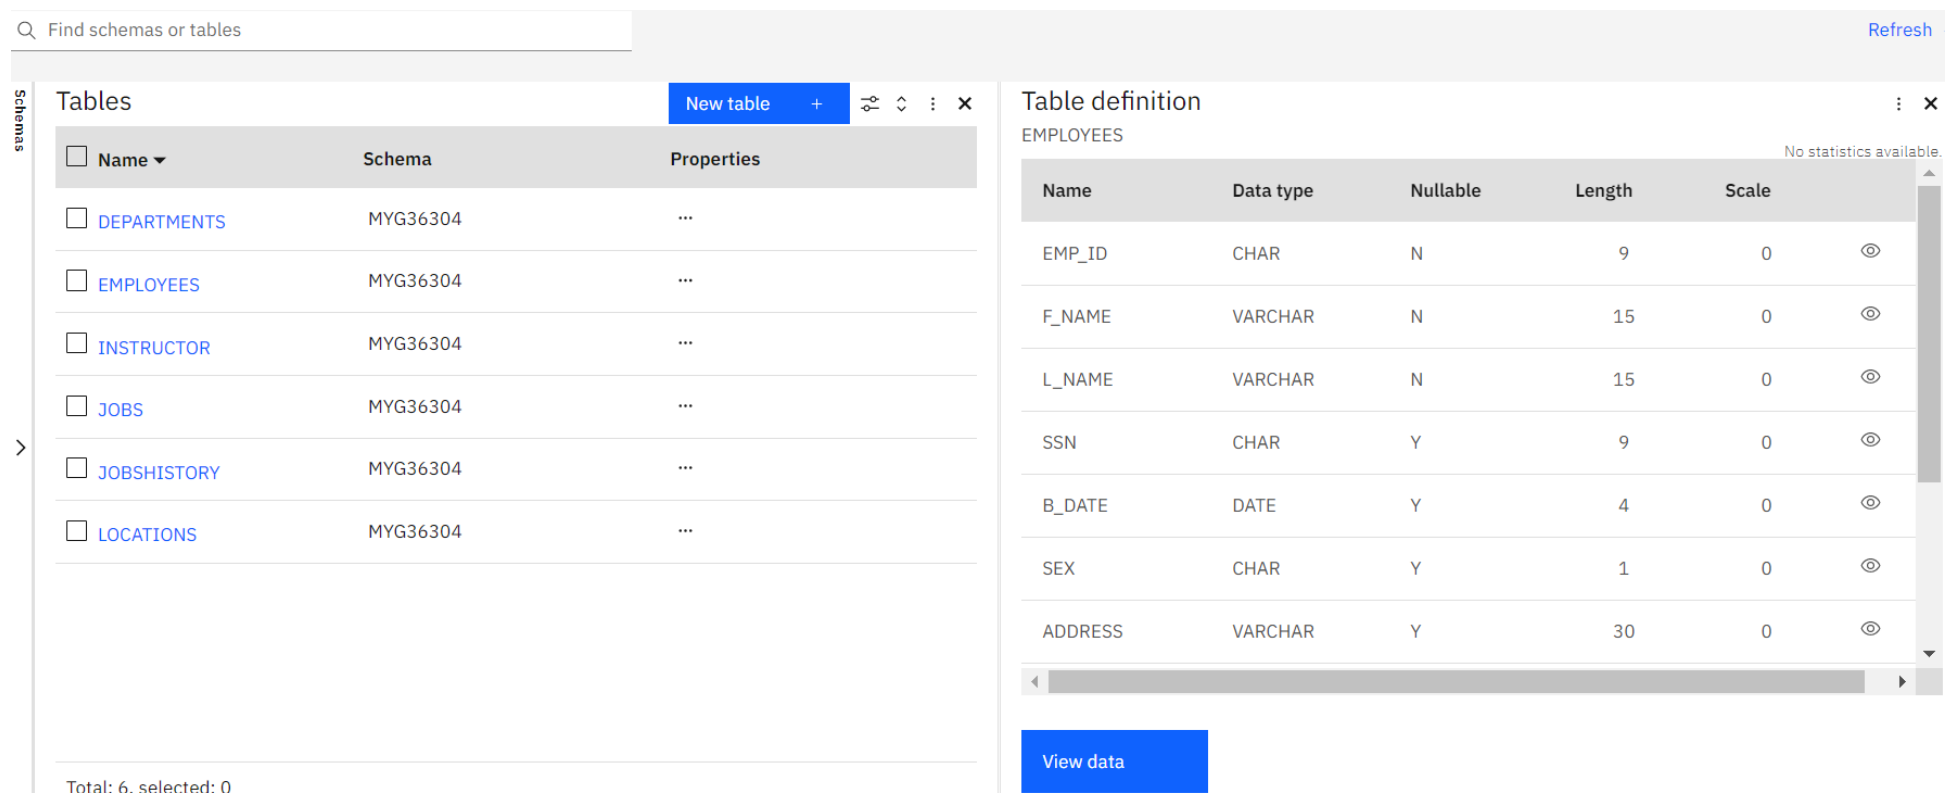 Find schemas or tables
Refresh
Schemas
Tables
New table +
Name Schema Properties
DEPARTMENTS MYG36304 ...
EMPLOYEES MYG36304 ...
INSTRUCTOR MYG36304 ...
JOBS MYG36304 ...
JOBSHISTORY MYG36304 ...
LOCATIONS MYG36304 ...
Total: 6, selected: 0
Table definition
EMPLOYEES
No statistics available.
Name Data type Nullable Length Scale
EMP_ID CHAR N 9 0
F_NAME VARCHAR N 15 0
L_NAME VARCHAR N 15 0
SSN CHAR Y 9 0
B_DATE DATE Y 4 0
SEX CHAR Y 1 0
ADDRESS VARCHAR Y 30 0
View data